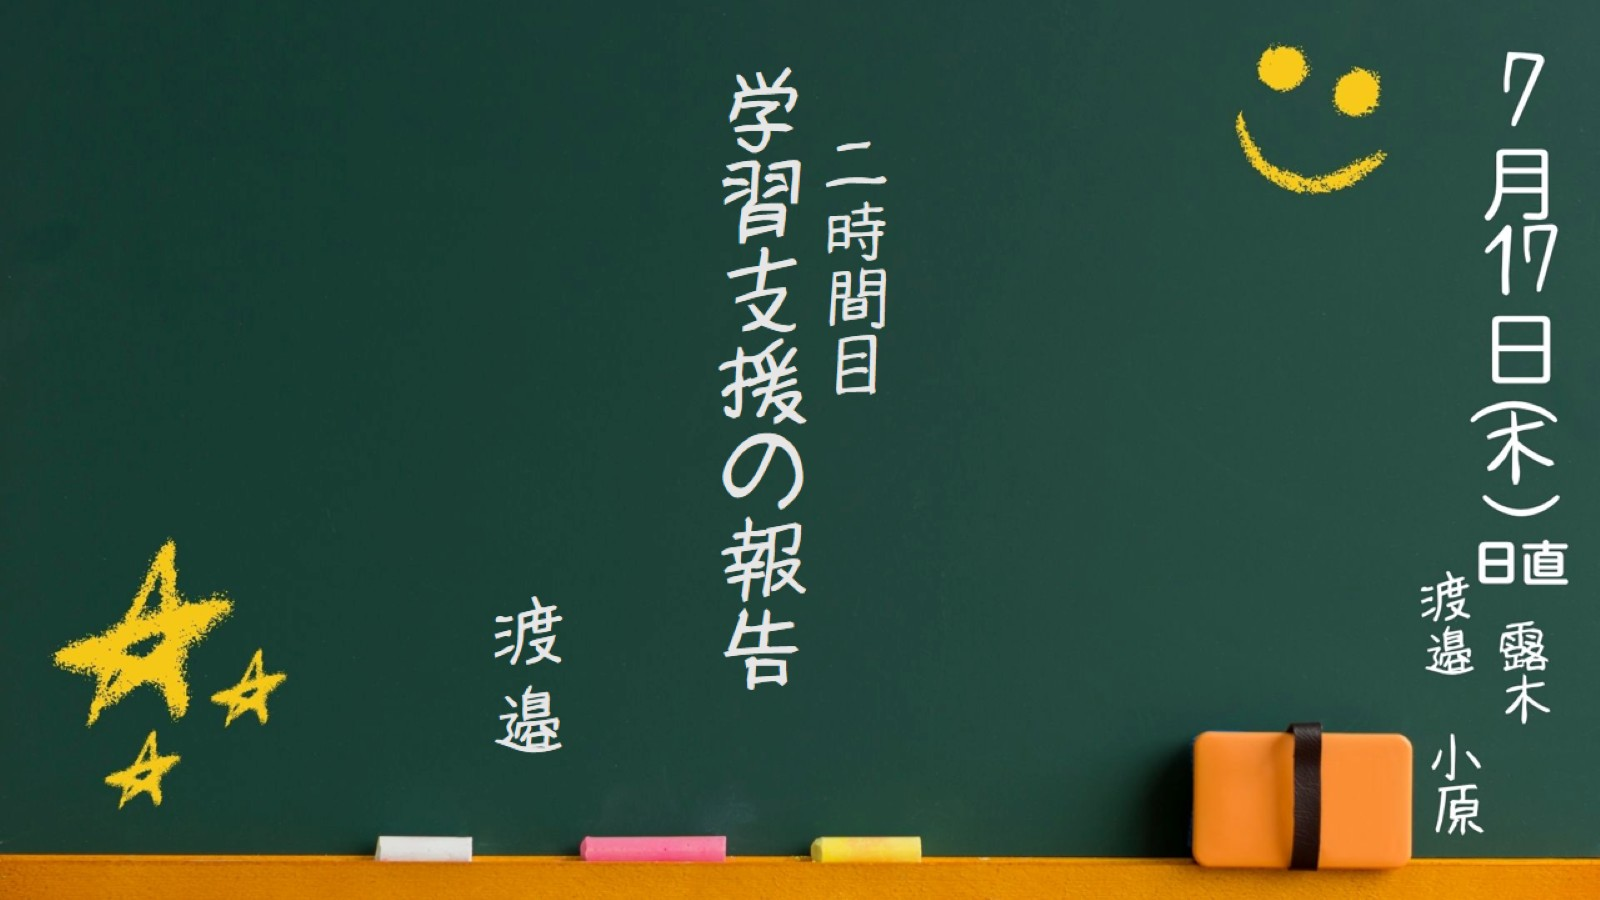 7月17日(木)
日直
露木
渡邉
小原
二時間目
学習支援の報告
渡邉